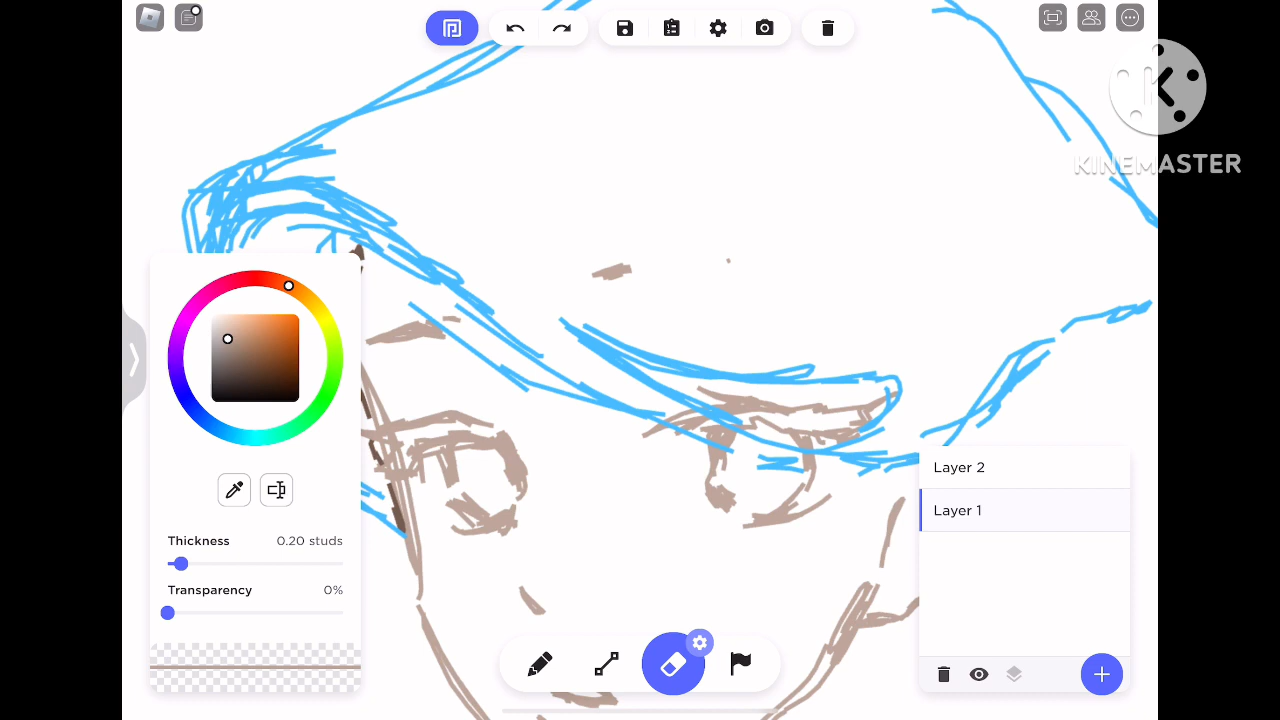 KINEMASTER
Layer 2
Layer 1
Thickness 0.20 studs
Transparency 0%